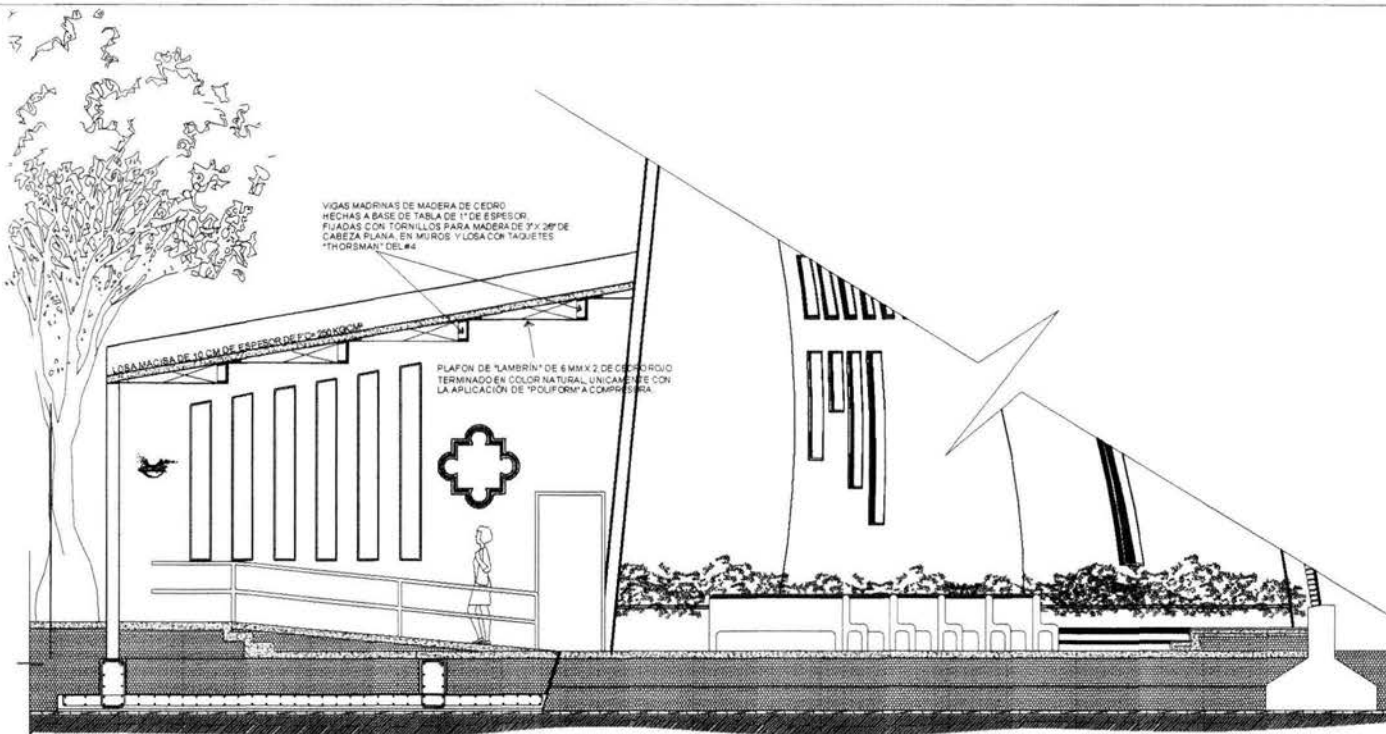 VIGAS MADRINAS DE MADERA DE CEDRO
HECHAS A BASE DE TABLA DE 1" DE ESPESOR,
FIJADAS CON TORNILLOS PARA MADERA DE 3" X 26" DE
CABEZA PLANA, EN MUROS Y LOSA CON TAQUETES
"THORSMAN" DEL #4
LOSA MACISA DE 10 CM DE ESPESOR DE F'C= 250 KG/CM²
PLAFON DE "LAMBRÍN" DE 6 MM X 2, DE CEDRO ROJO
TERMINADO EN COLOR NATURAL, UNICAMENTE CON
LA APLICACIÓN DE "POLIFORM" A COMPRESORA.